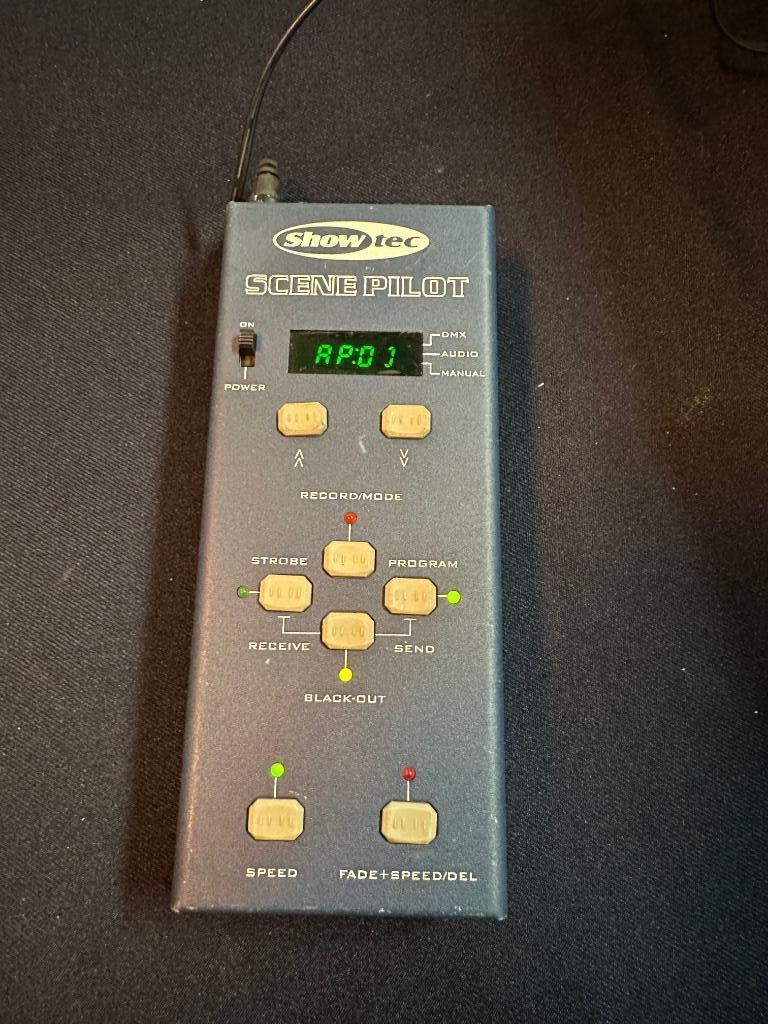 Showtec
SCENE PILOT
ON
POWER
AP:01
DMX
AUDIO
MANUAL
RECORD/MODE
STROBE
PROGRAM
RECEIVE
SEND
BLACK-OUT
SPEED
FADE+SPEED/DEL